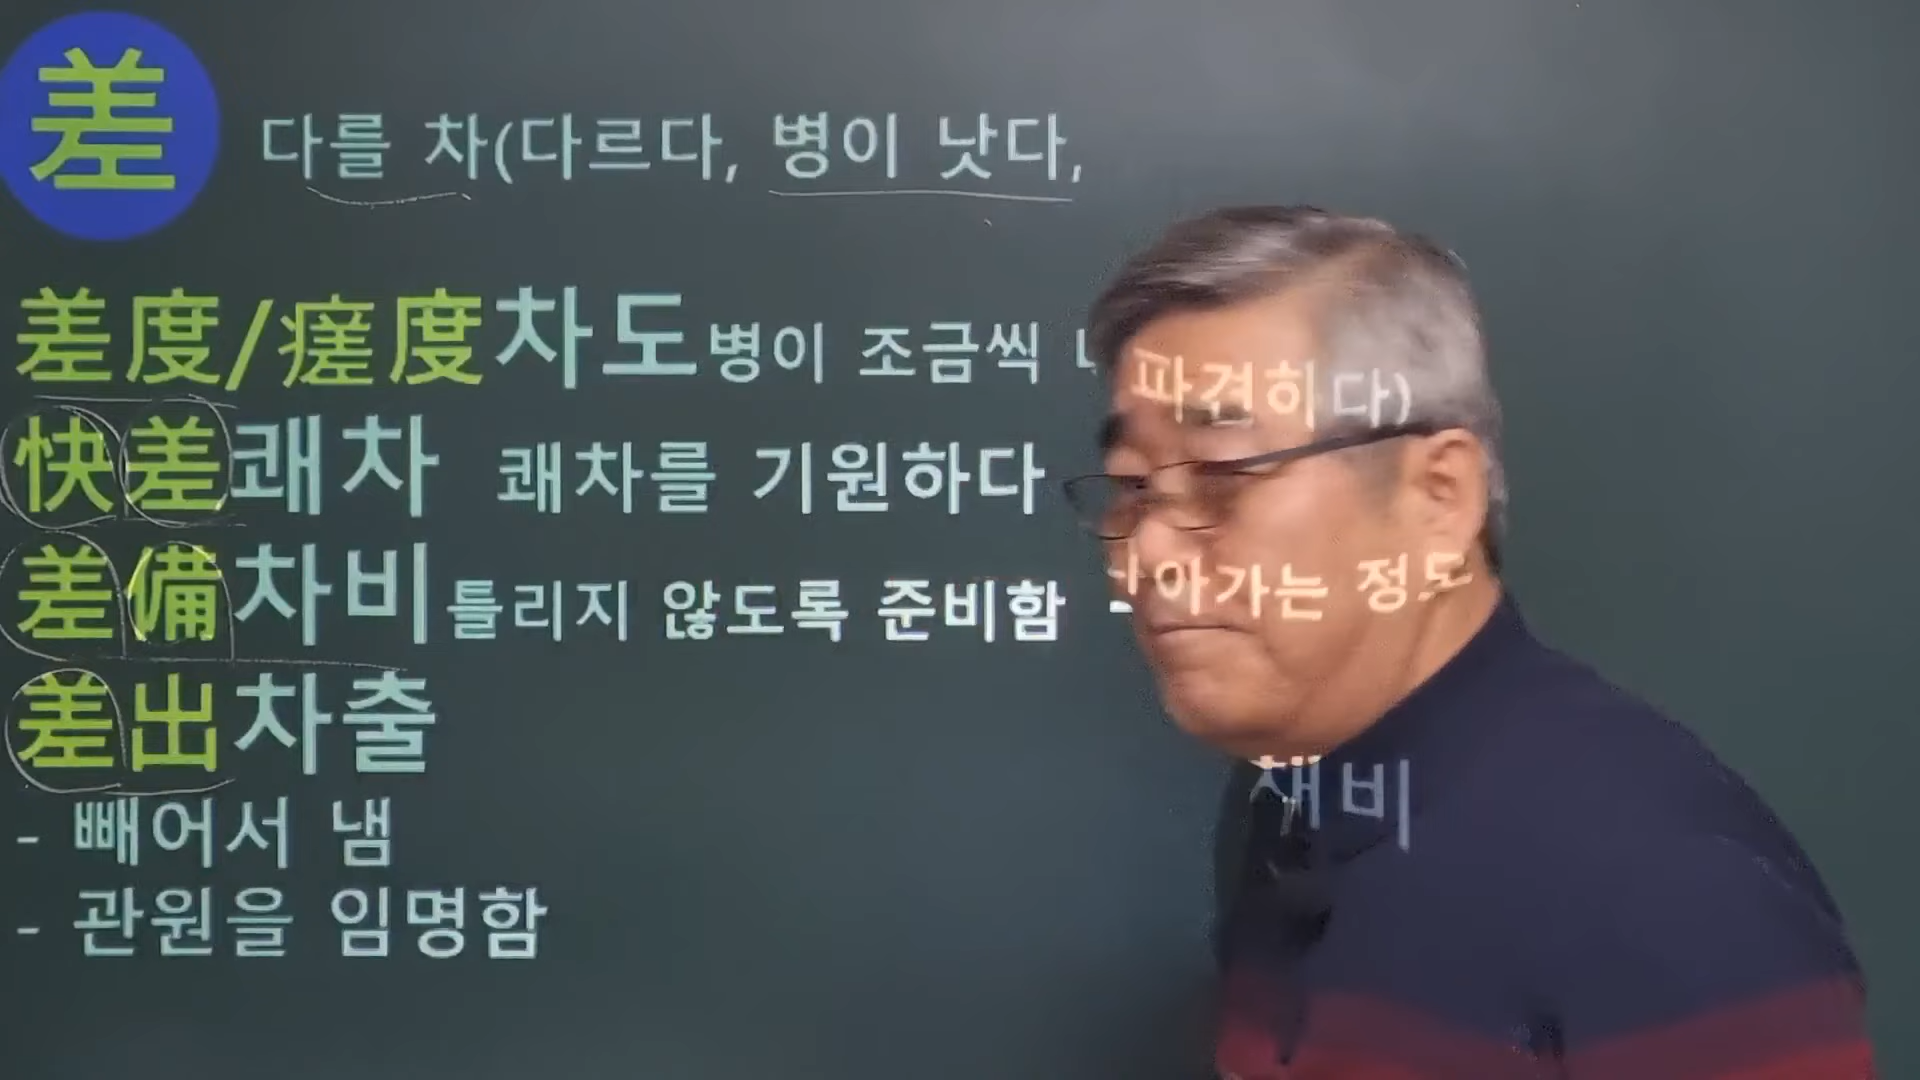 差
다를 차(다르다, 병이 낫다, 파견하다)
差度/瘥度차도병이 조금씩 나아가는 정도
快差쾌차 쾌차를 기원하다
差備차비틀리지 않도록 준비함 - 채비
差出차출
- 빼어서 냄
- 관원을 임명함